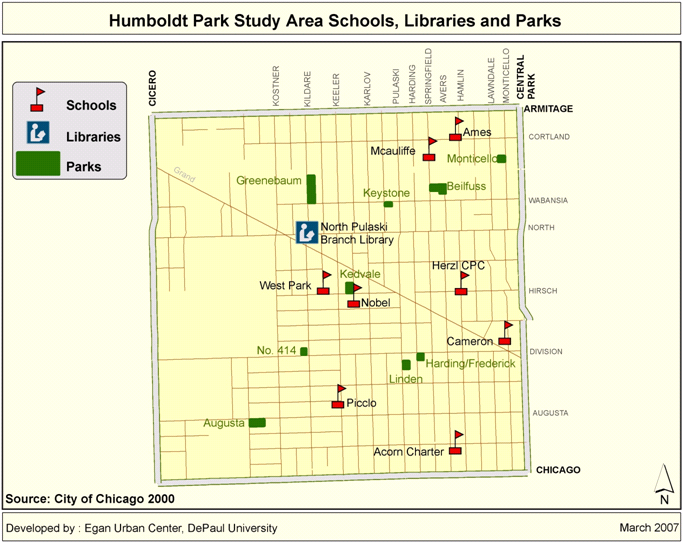 Humboldt Park Study Area Schools, Libraries and Parks
Schools
Libraries
Parks
CICERO
KOSTNER
KILDARE
KEELER
KARLOV
PULASKI
HARDING
SPRINGFIELD
AVERS
HAMLIN
LAWNDALE
MONTICELLO
CENTRAL
PARK
ARMITAGE
CORTLAND
WABANSIA
NORTH
HIRSCH
DIVISION
AUGUSTA
CHICAGO
Grand
Ames
Mcauliffe
Monticello
Greenebaum
Beilfuss
Keystone
North Pulaski
Branch Library
Herzl CPC
Kedvale
West Park
Nobel
Cameron
No. 414
Harding/Frederick
Linden
Picclo
Augusta
Acorn Charter
N
Source: City of Chicago 2000
Developed by : Egan Urban Center, DePaul University
March 2007